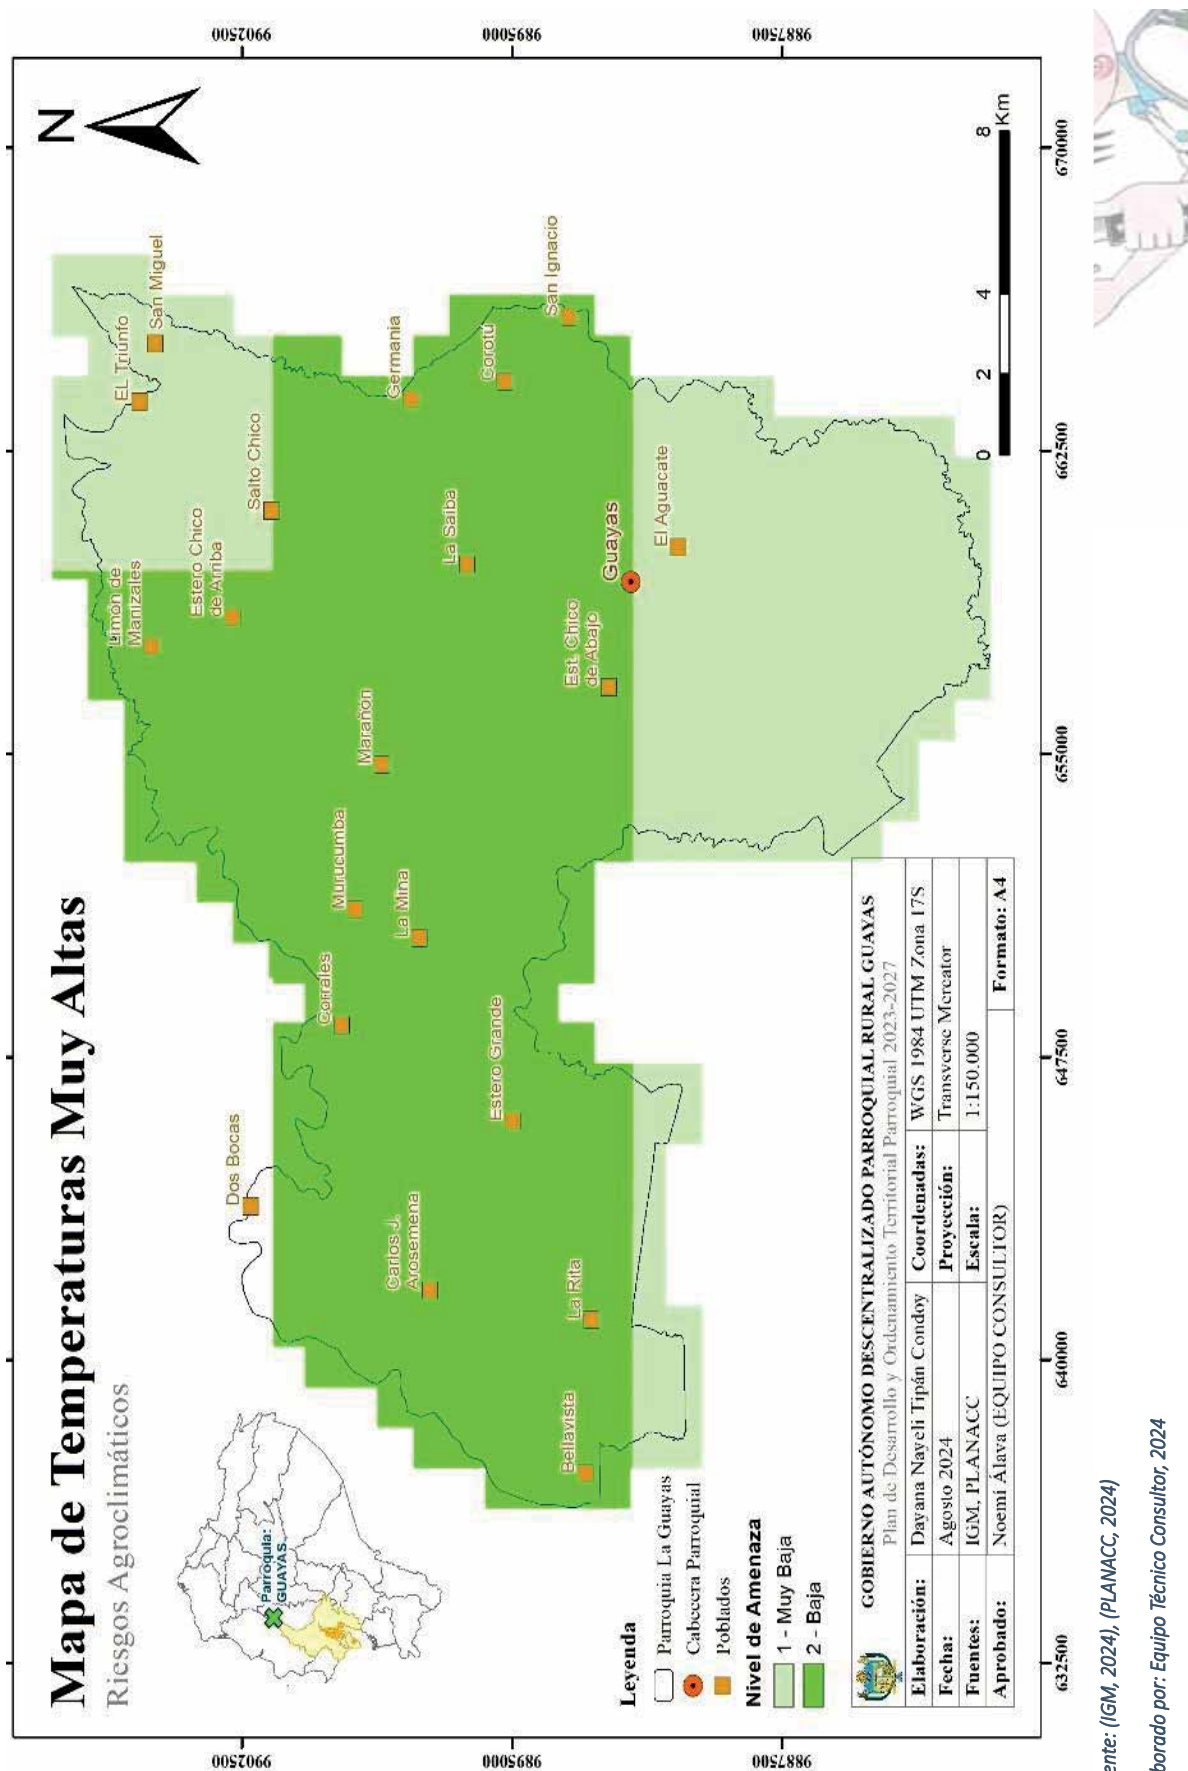 Mapa de Temperaturas Muy Altas
Riesgos Agroclimáticos
N
9902500
9895000
9887500
9902500
9895000
9887500
632500
640000
647500
655000
662500
670000
Parroquia:
GUAYAS
Dos Bocas
Corrales
Murucumba
La Mina
Marañón
Limón de
Manizales
Estero Chico
de Arriba
Salto Chico
EL Triunfo
San Miguel
Germania
Corotú
San Ignacio
La Saiba
Guayas
El Aguacate
Est. Chico
de Abajo
Estero Grande
Carlos J.
Arosemena
La Rita
Bellavista
0 2 4 8
Km
Leyenda
Parroquia La Guayas
Cabecera Parroquial
Poblados
Nivel de Amenaza
1 - Muy Baja
2 - Baja
GOBIERNO AUTÓNOMO DESCENTRALIZADO PARROQUIAL RURAL GUAYAS
Plan de Desarrollo y Ordenamiento Territorial Parroquial 2023-2027
Elaboración: Dayana Nayeli Tipán Condoy Coordenadas: WGS 1984 UTM Zona 17S
Fecha: Agosto 2024 Proyección: Transverse Mercator
Fuentes: IGM, PLANACC Escala: 1:150.000
Aprobado: Noemí Álava (EQUIPO CONSULTOR) Formato: A4
ente: (IGM, 2024), (PLANACC, 2024)
borado por: Equipo Técnico Consultor, 2024